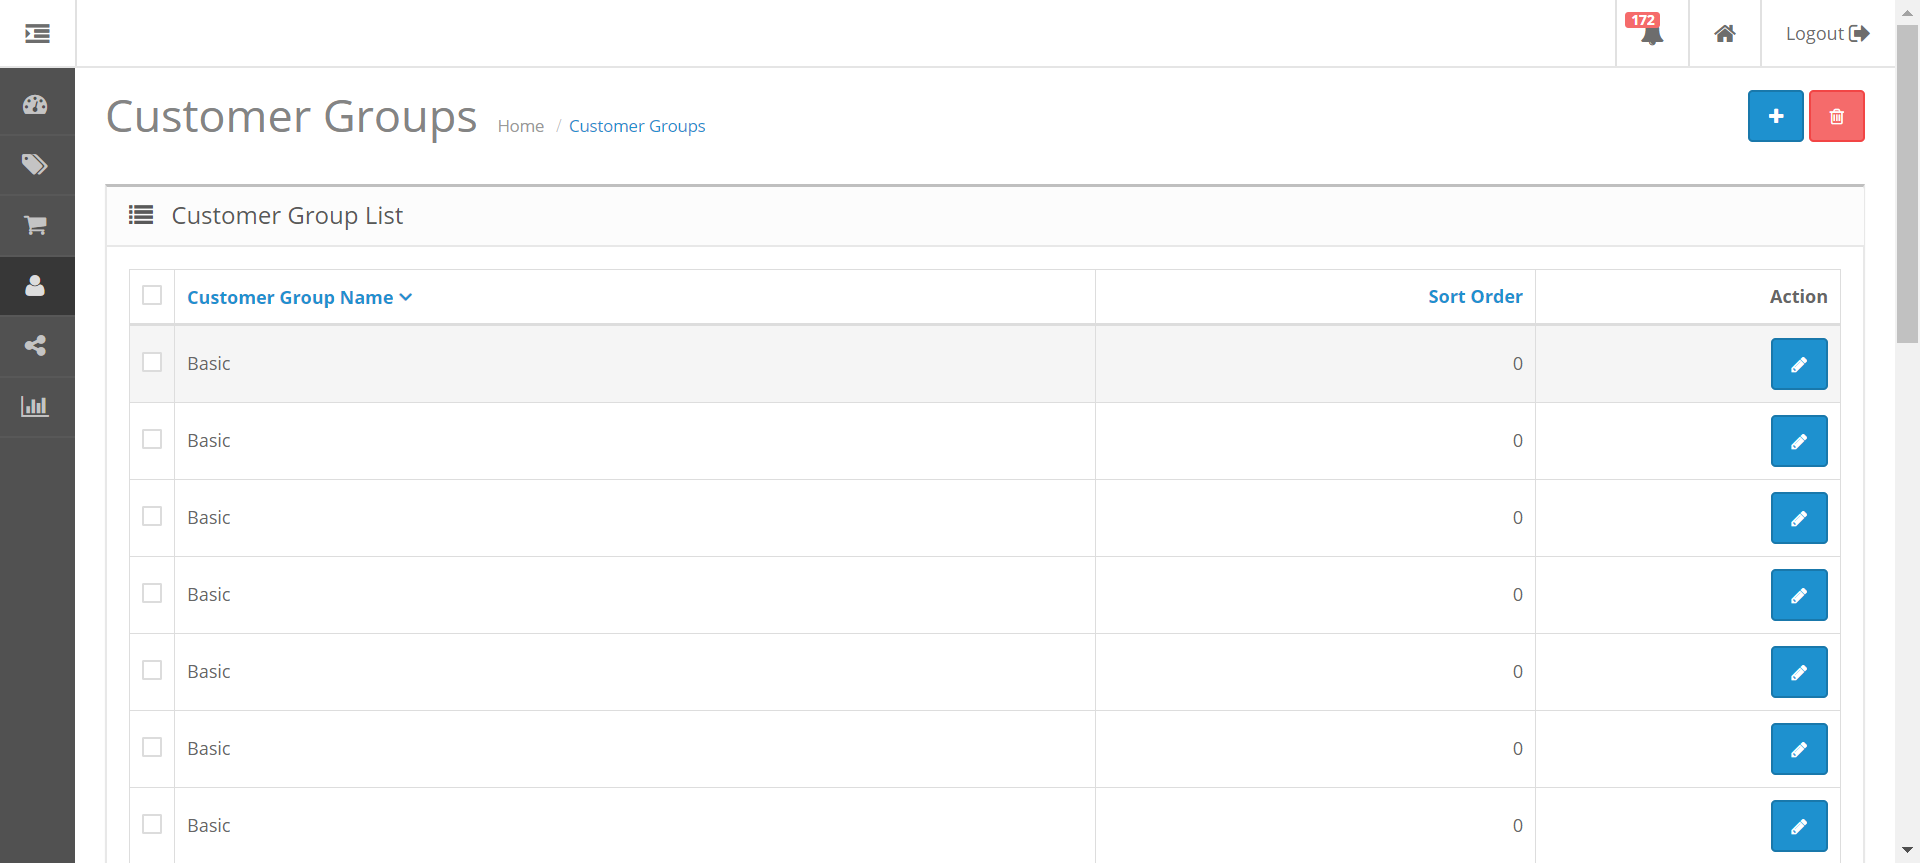 172
Logout
Customer Groups
Home / Customer Groups
Customer Group List
Customer Group Name Sort Order Action
Basic 0
Basic 0
Basic 0
Basic 0
Basic 0
Basic 0
Basic 0